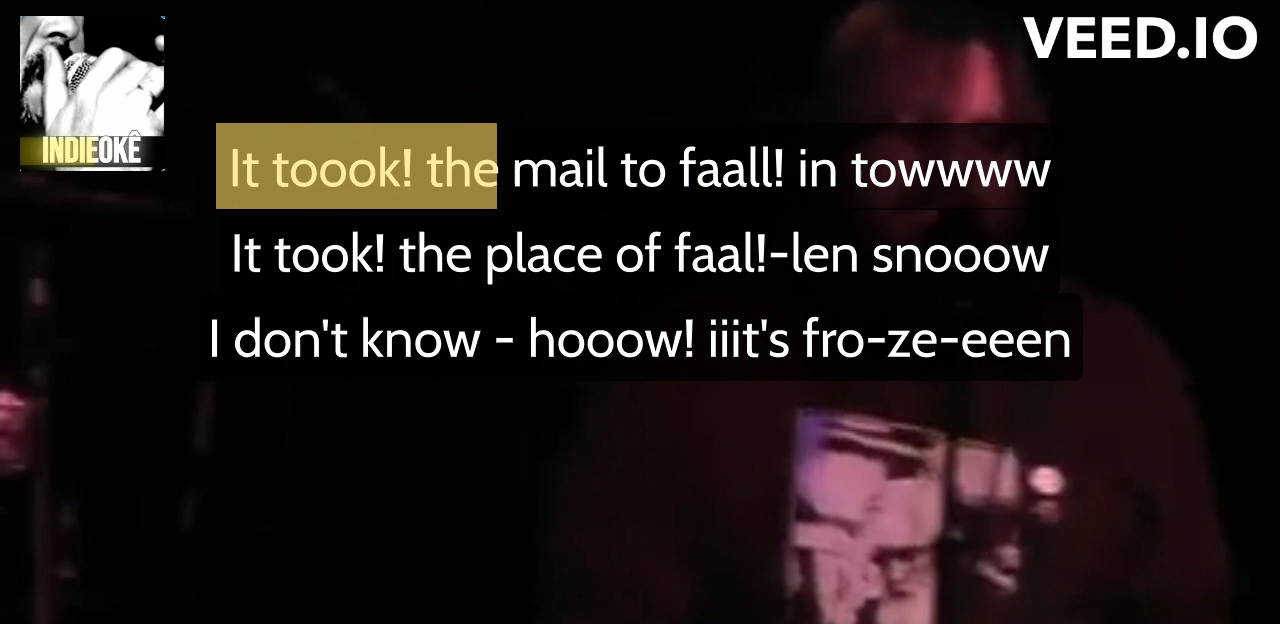 VEED.IO
INDIEOKÊ
It toook! the mail to faall! in towwww
It took! the place of faal!-len snooow
I don't know - hooow! iiit's fro-ze-eeen